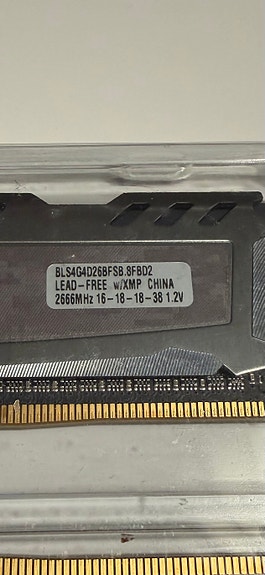 BLS4G4D26BFSB.8FBD2
LEAD-FREE w/XMP CHINA
2666MHz 16-18-18-38 1.2V